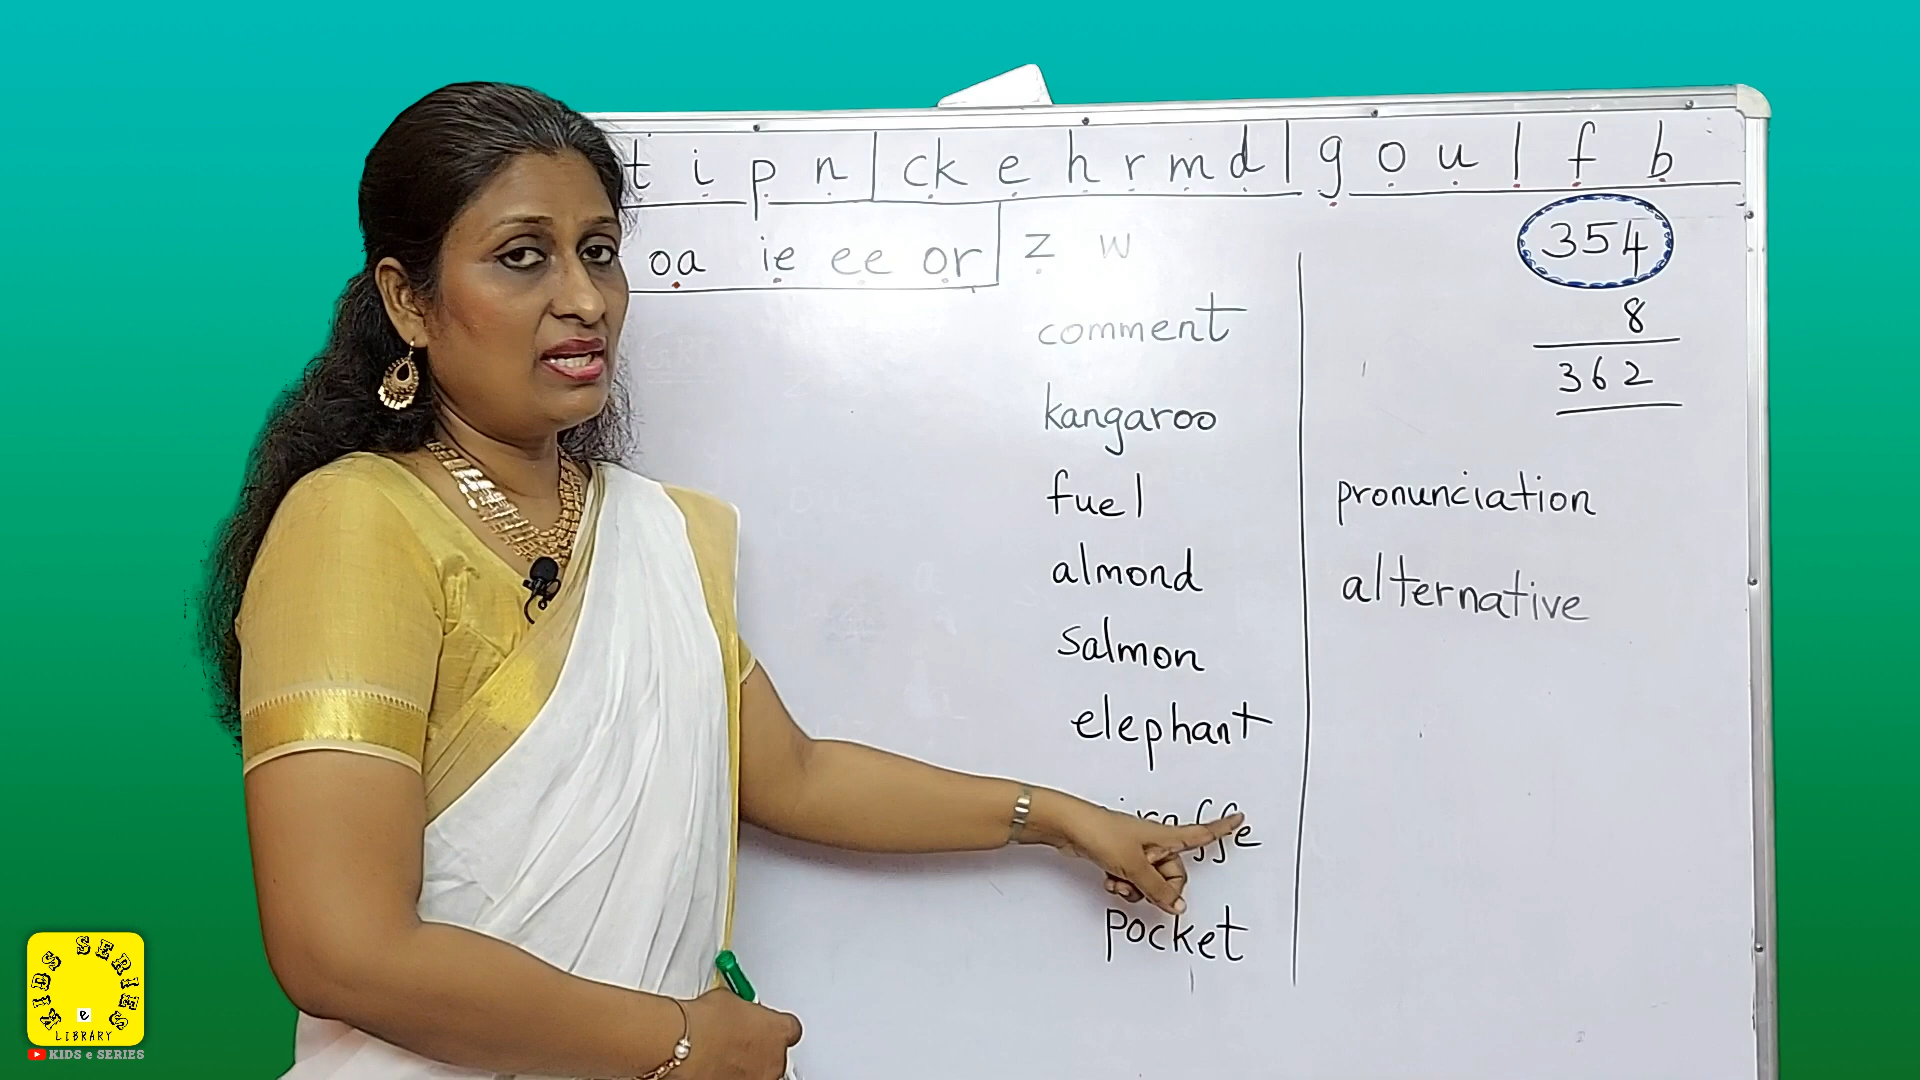 t i p n | ck e h r m d | g o u l f b
oa ie ee or z w
354
8
362
comment
kangaroo
fuel
pronunciation
almond
alternative
salmon
elephant
pocket
KIDS SERIES
e
LIBRARY
KIDS e SERIES